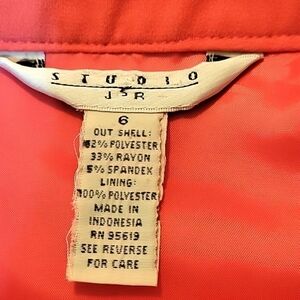 STUDIO
JSR
6
OUT SHELL:
62% POLYESTER
33% RAYON
5% SPANDEX
LINING:
100% POLYESTER
MADE IN
INDONESIA
RN 95619
SEE REVERSE
FOR CARE